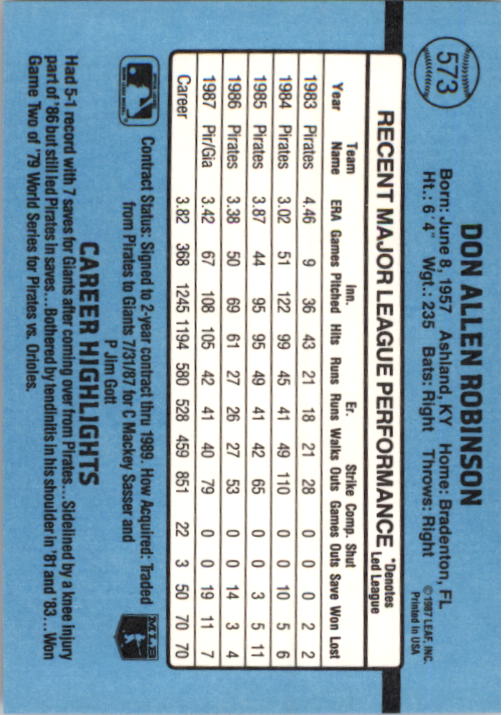 573
DON ALLEN ROBINSON
Born: June 8, 1957 Ashland, KY Home: Bradenton, FL
Ht.: 6' 4" Wgt.: 235 Bats: Right Throws: Right
© 1987 LEAF, INC.
Printed in USA
RECENT MAJOR LEAGUE PERFORMANCE
*Denotes
Led League
Team Inn. Er. Strike Comp. Shut
Year Name ERA Games Pitched Hits Runs Runs Walks Outs Games Outs Save Won Lost
1983 Pirates 4.46 9 36 43 21 18 21 28 0 0 0 2 2
1984 Pirates 3.02 51 122 99 45 41 49 110 0 0 10 5 6
1985 Pirates 3.87 44 95 95 49 41 42 65 0 0 3 5 11
1986 Pirates 3.38 50 69 61 27 26 27 53 0 0 14 3 4
1987 Pir/Gia 3.42 67 108 105 42 41 40 79 0 0 19 11 7
Career 3.82 368 1245 1194 580 528 459 851 22 3 50 70 70
Contract Status: Signed to 2-year contract thru 1989. How Acquired: Traded
from Pirates to Giants 7/31/87 for C Mackey Sasser and
P Jim Gott
MLB
CAREER HIGHLIGHTS
Had 5-1 record with 7 saves for Giants after coming over from Pirates... Sidelined by a knee injury
part of '86 but still led Pirates in saves... Bothered by tendinitis in his shoulder in '81 and '83... Won
Game Two of '79 World Series for Pirates vs. Orioles.